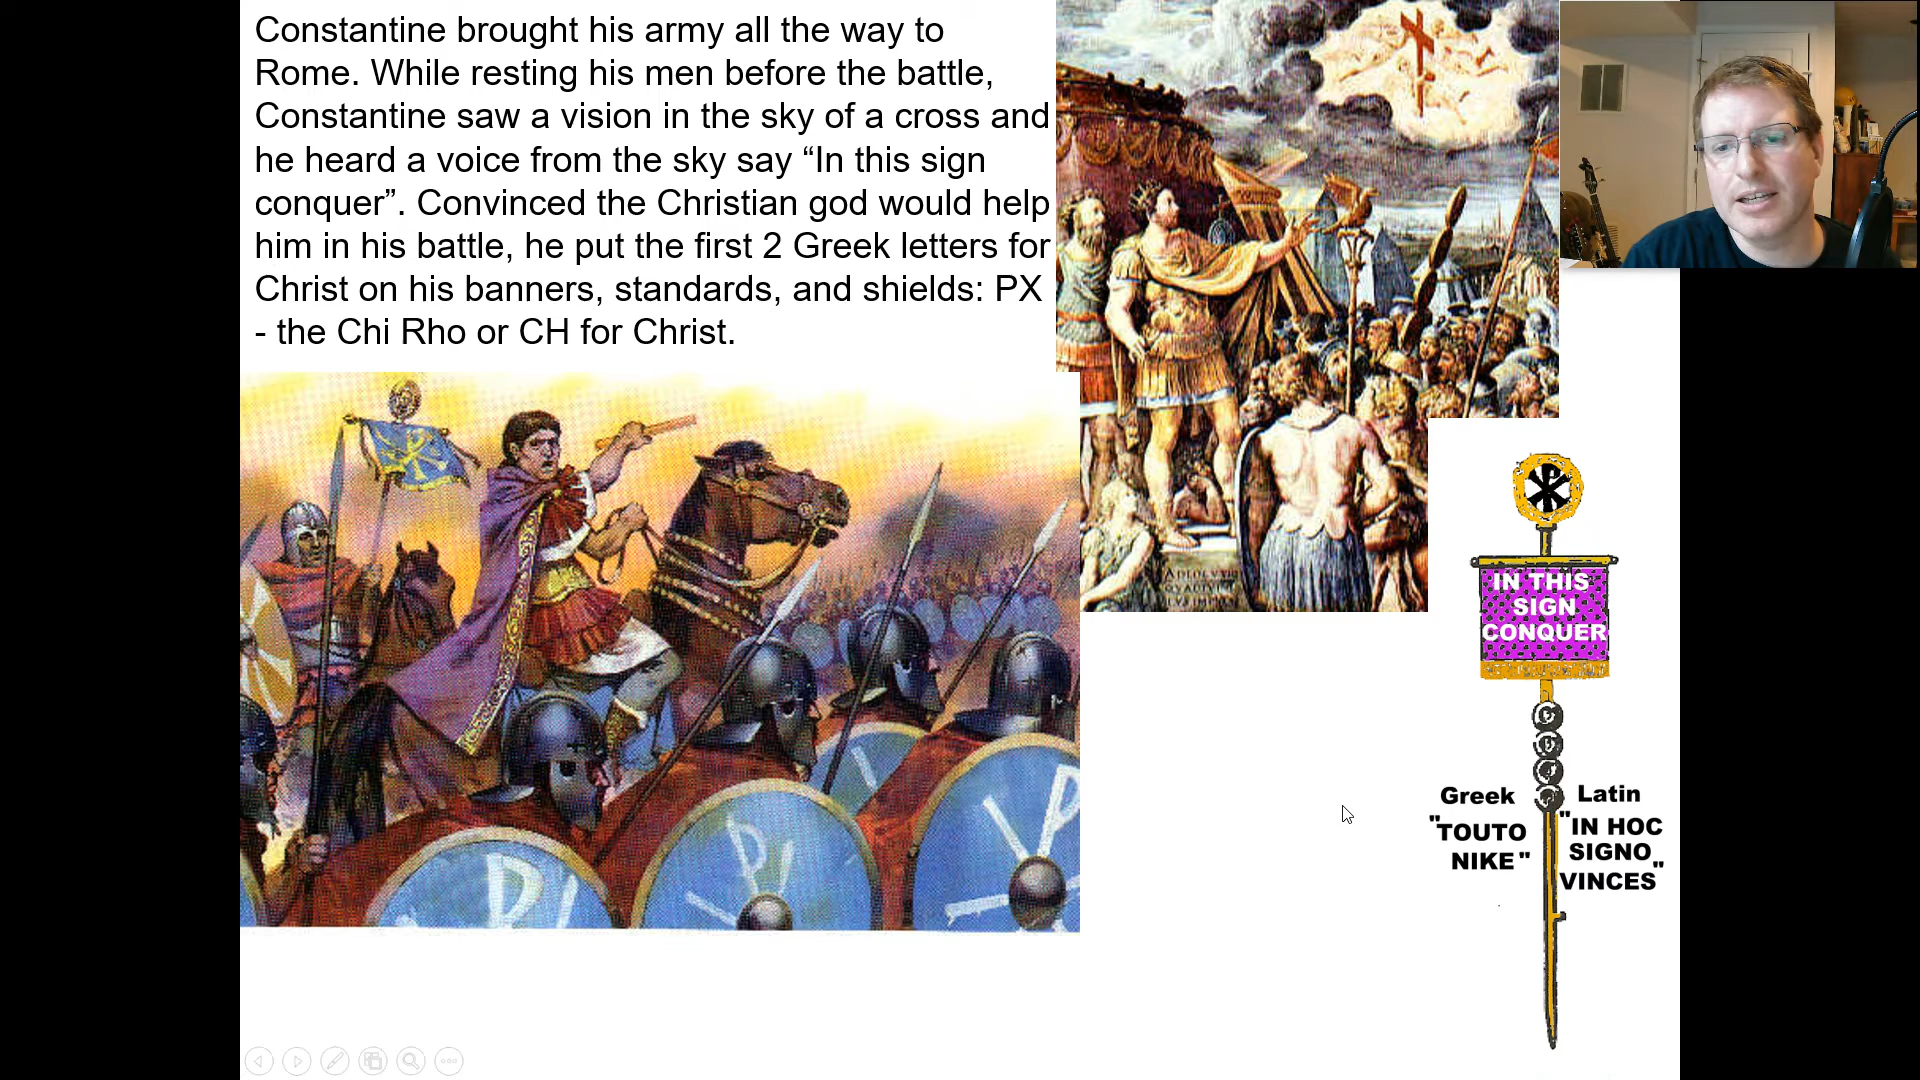 Constantine brought his army all the way to
Rome. While resting his men before the battle,
Constantine saw a vision in the sky of a cross and
he heard a voice from the sky say “In this sign
conquer”. Convinced the Christian god would help
him in his battle, he put the first 2 Greek letters for
Christ on his banners, standards, and shields: PX
- the Chi Rho or CH for Christ.
IN THIS
SIGN
CONQUER
Greek
"TOUTO
NIKE"
Latin
"IN HOC
SIGNO
VINCES"